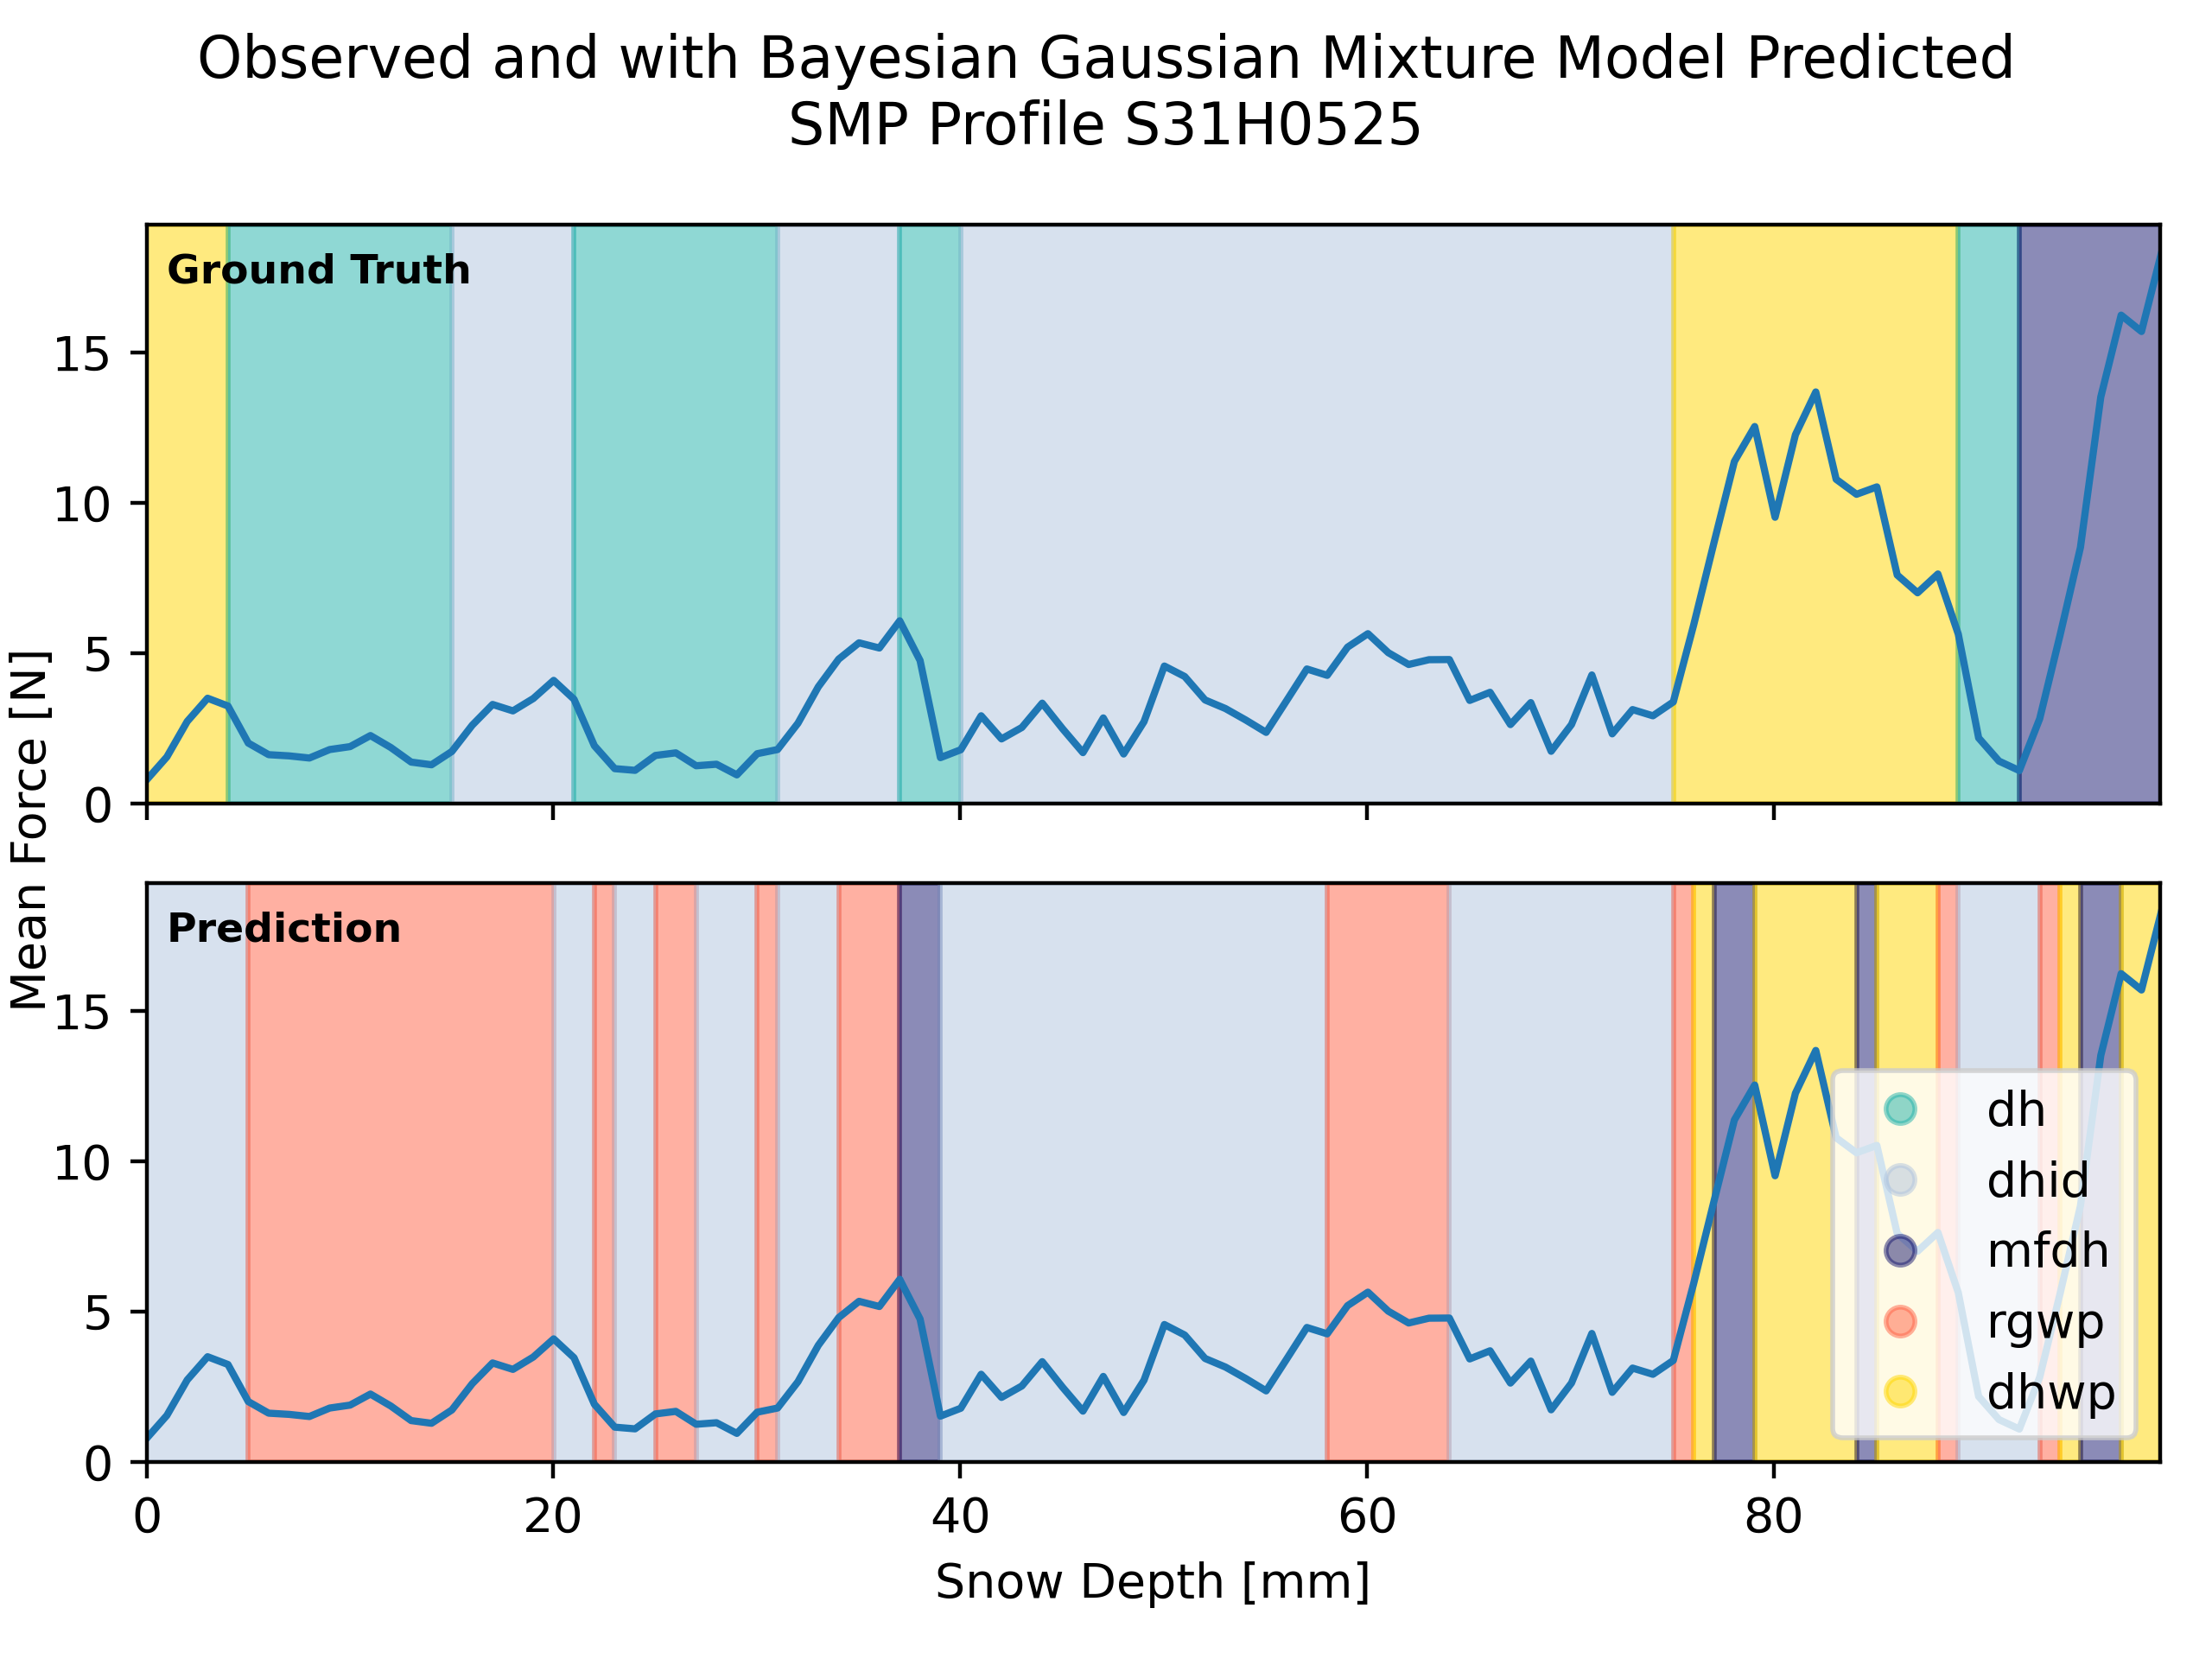 Observed and with Bayesian Gaussian Mixture Model Predicted
SMP Profile S31H0525
Ground Truth
15
10
5
0
Mean Force [N]
Prediction
15
10
5
0
dh
dhid
mfdh
rgwp
dhwp
0 20 40 60 80
Snow Depth [mm]